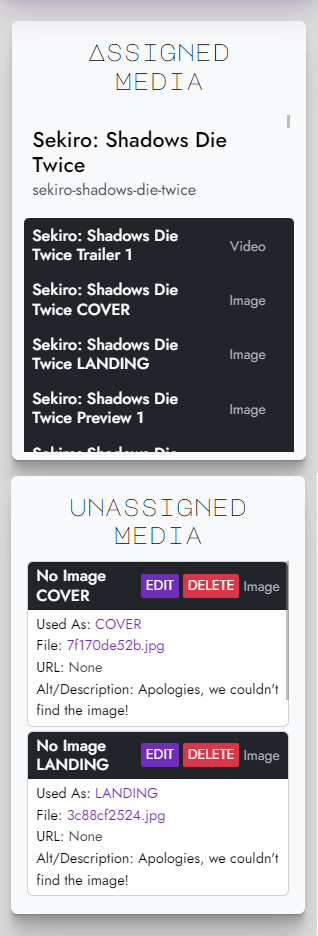 ASSIGNED
MEDIA
Sekiro: Shadows Die
Twice
sekiro-shadows-die-twice
Sekiro: Shadows Die
Twice Trailer 1
Video
Sekiro: Shadows Die
Twice COVER
Image
Sekiro: Shadows Die
Twice LANDING
Image
Sekiro: Shadows Die
Twice Preview 1
Image
Sekiro: Shadows Die
UNASSIGNED
MEDIA
No Image
COVER
EDIT DELETE Image
Used As: COVER
File: 7f170de52b.jpg
URL: None
Alt/Description: Apologies, we couldn't
find the image!
No Image
LANDING
EDIT DELETE Image
Used As: LANDING
File: 3c88cf2524.jpg
URL: None
Alt/Description: Apologies, we couldn't
find the image!